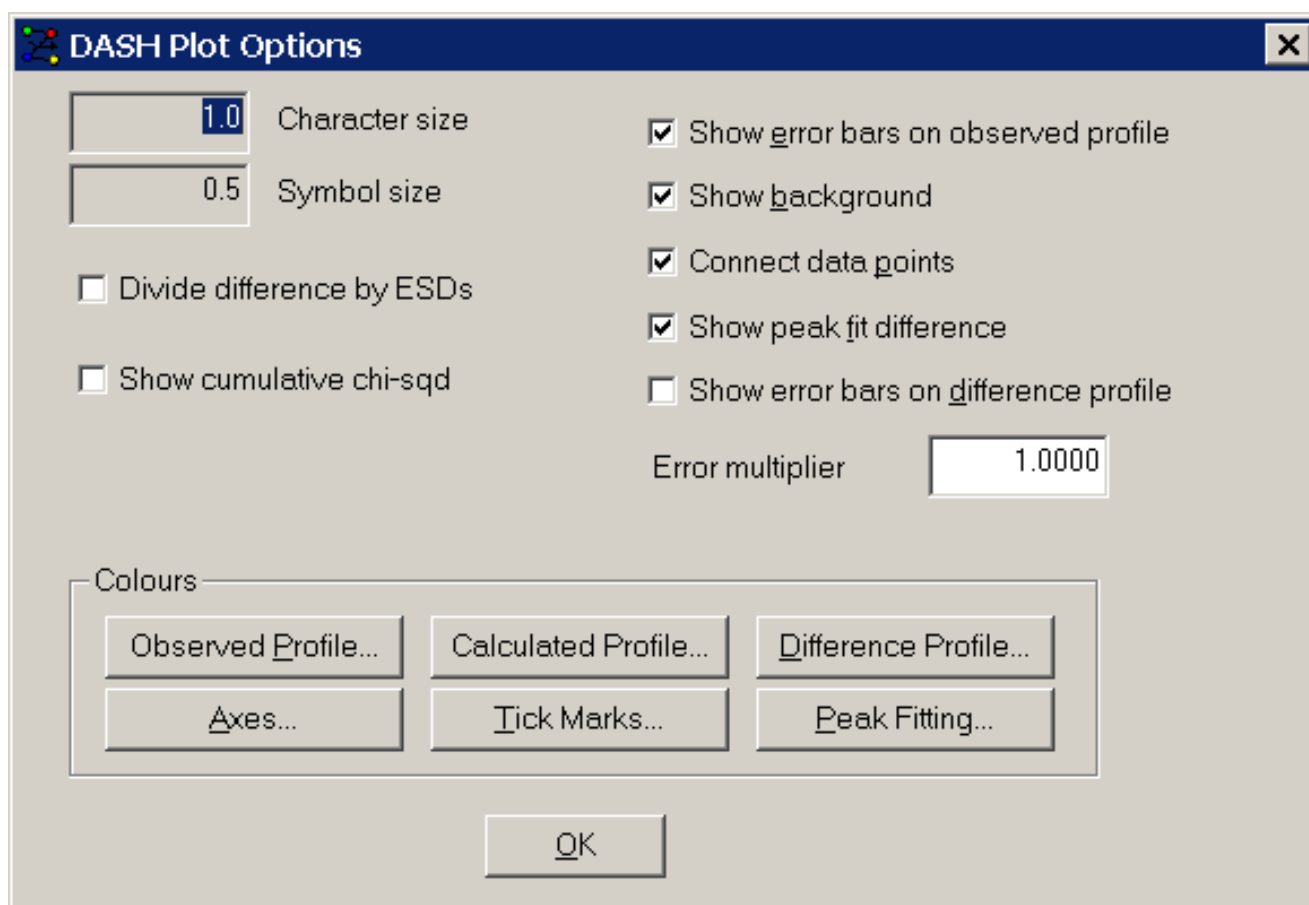 DASH Plot Options
1.0 Character size
0.5 Symbol size
Divide difference by ESDs
Show cumulative chi-sqd
Show error bars on observed profile
Show background
Connect data points
Show peak fit difference
Show error bars on difference profile
Error multiplier 1.0000
Colours
Observed Profile... Calculated Profile... Difference Profile...
Axes... Tick Marks... Peak Fitting...
OK